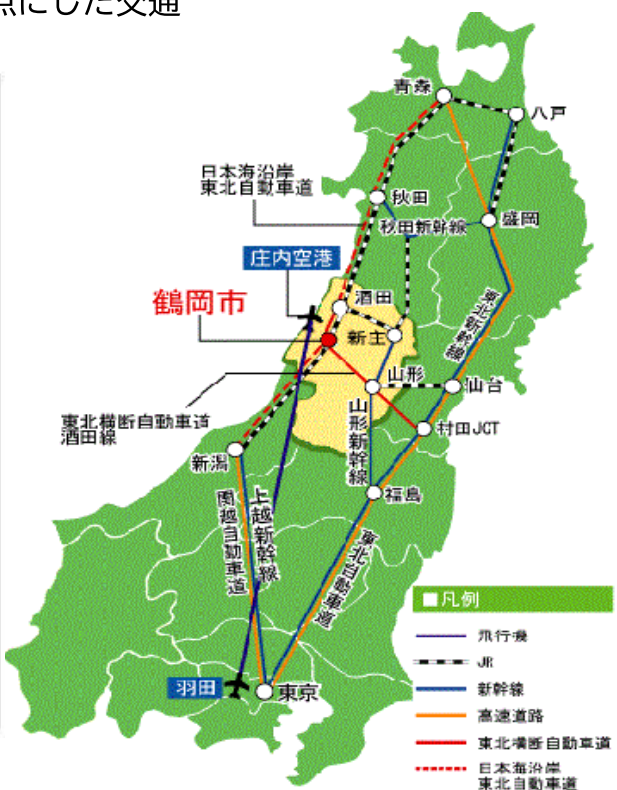 点にした交通
青森
八戸
日本海沿岸
東北自動車道
秋田
秋田新幹線
盛岡
庄内空港
鶴岡市
酒田
新主
東北新幹線
山形
仙台
東北横断自動車道
酒田線
山形新幹線
村田JCT
新潟
福島
関越自動車道
上越新幹線
東北自動車道
羽田
東京
■凡例
飛行機
JR
新幹線
高速道路
東北横断自動車道
日本海沿岸
東北自動車道